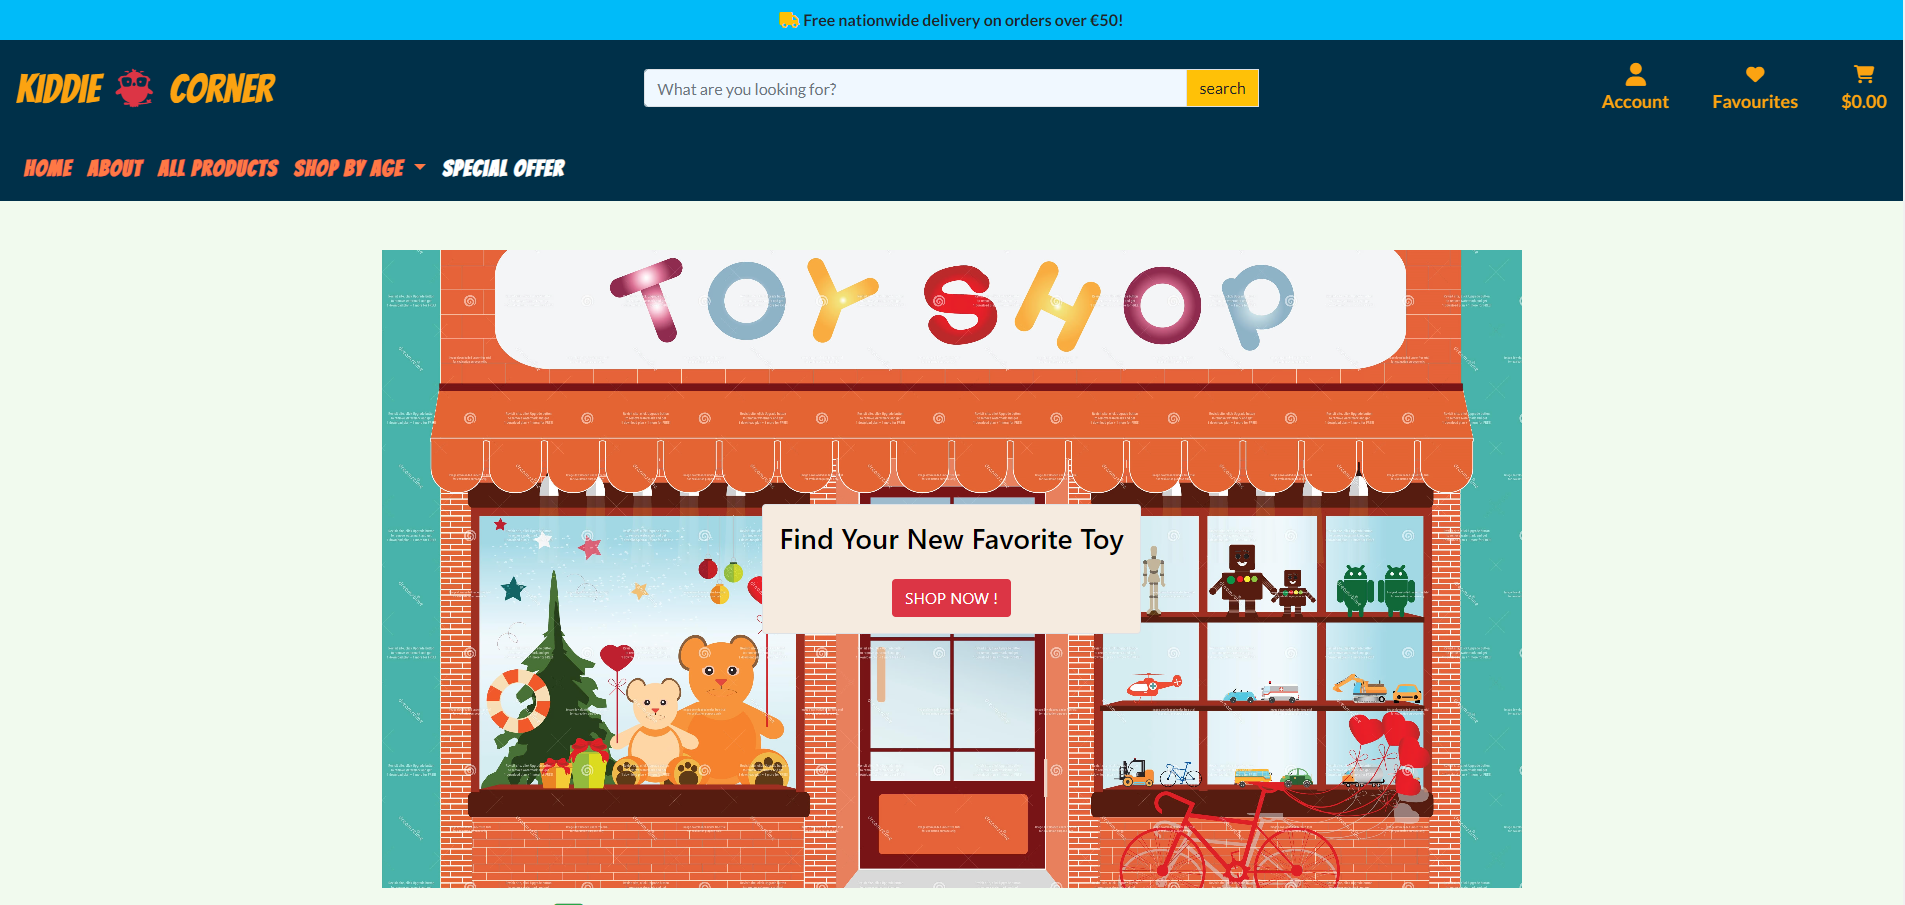 Free nationwide delivery on orders over €50!
KIDDIE CORNER
What are you looking for?
search
Account
Favourites
$0.00
HOME
ABOUT
ALL PRODUCTS
SHOP BY AGE
SPECIAL OFFER
TOY SHOP
Find Your New Favorite Toy
SHOP NOW !